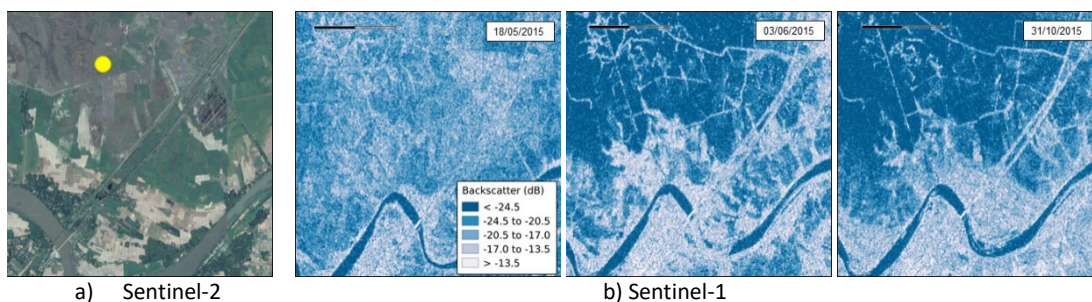 18/05/2015
03/06/2015
31/10/2015
Backscatter (dB)
< -24.5
-24.5 to -20.5
-20.5 to -17.0
-17.0 to -13.5
> -13.5
a) Sentinel-2
b) Sentinel-1